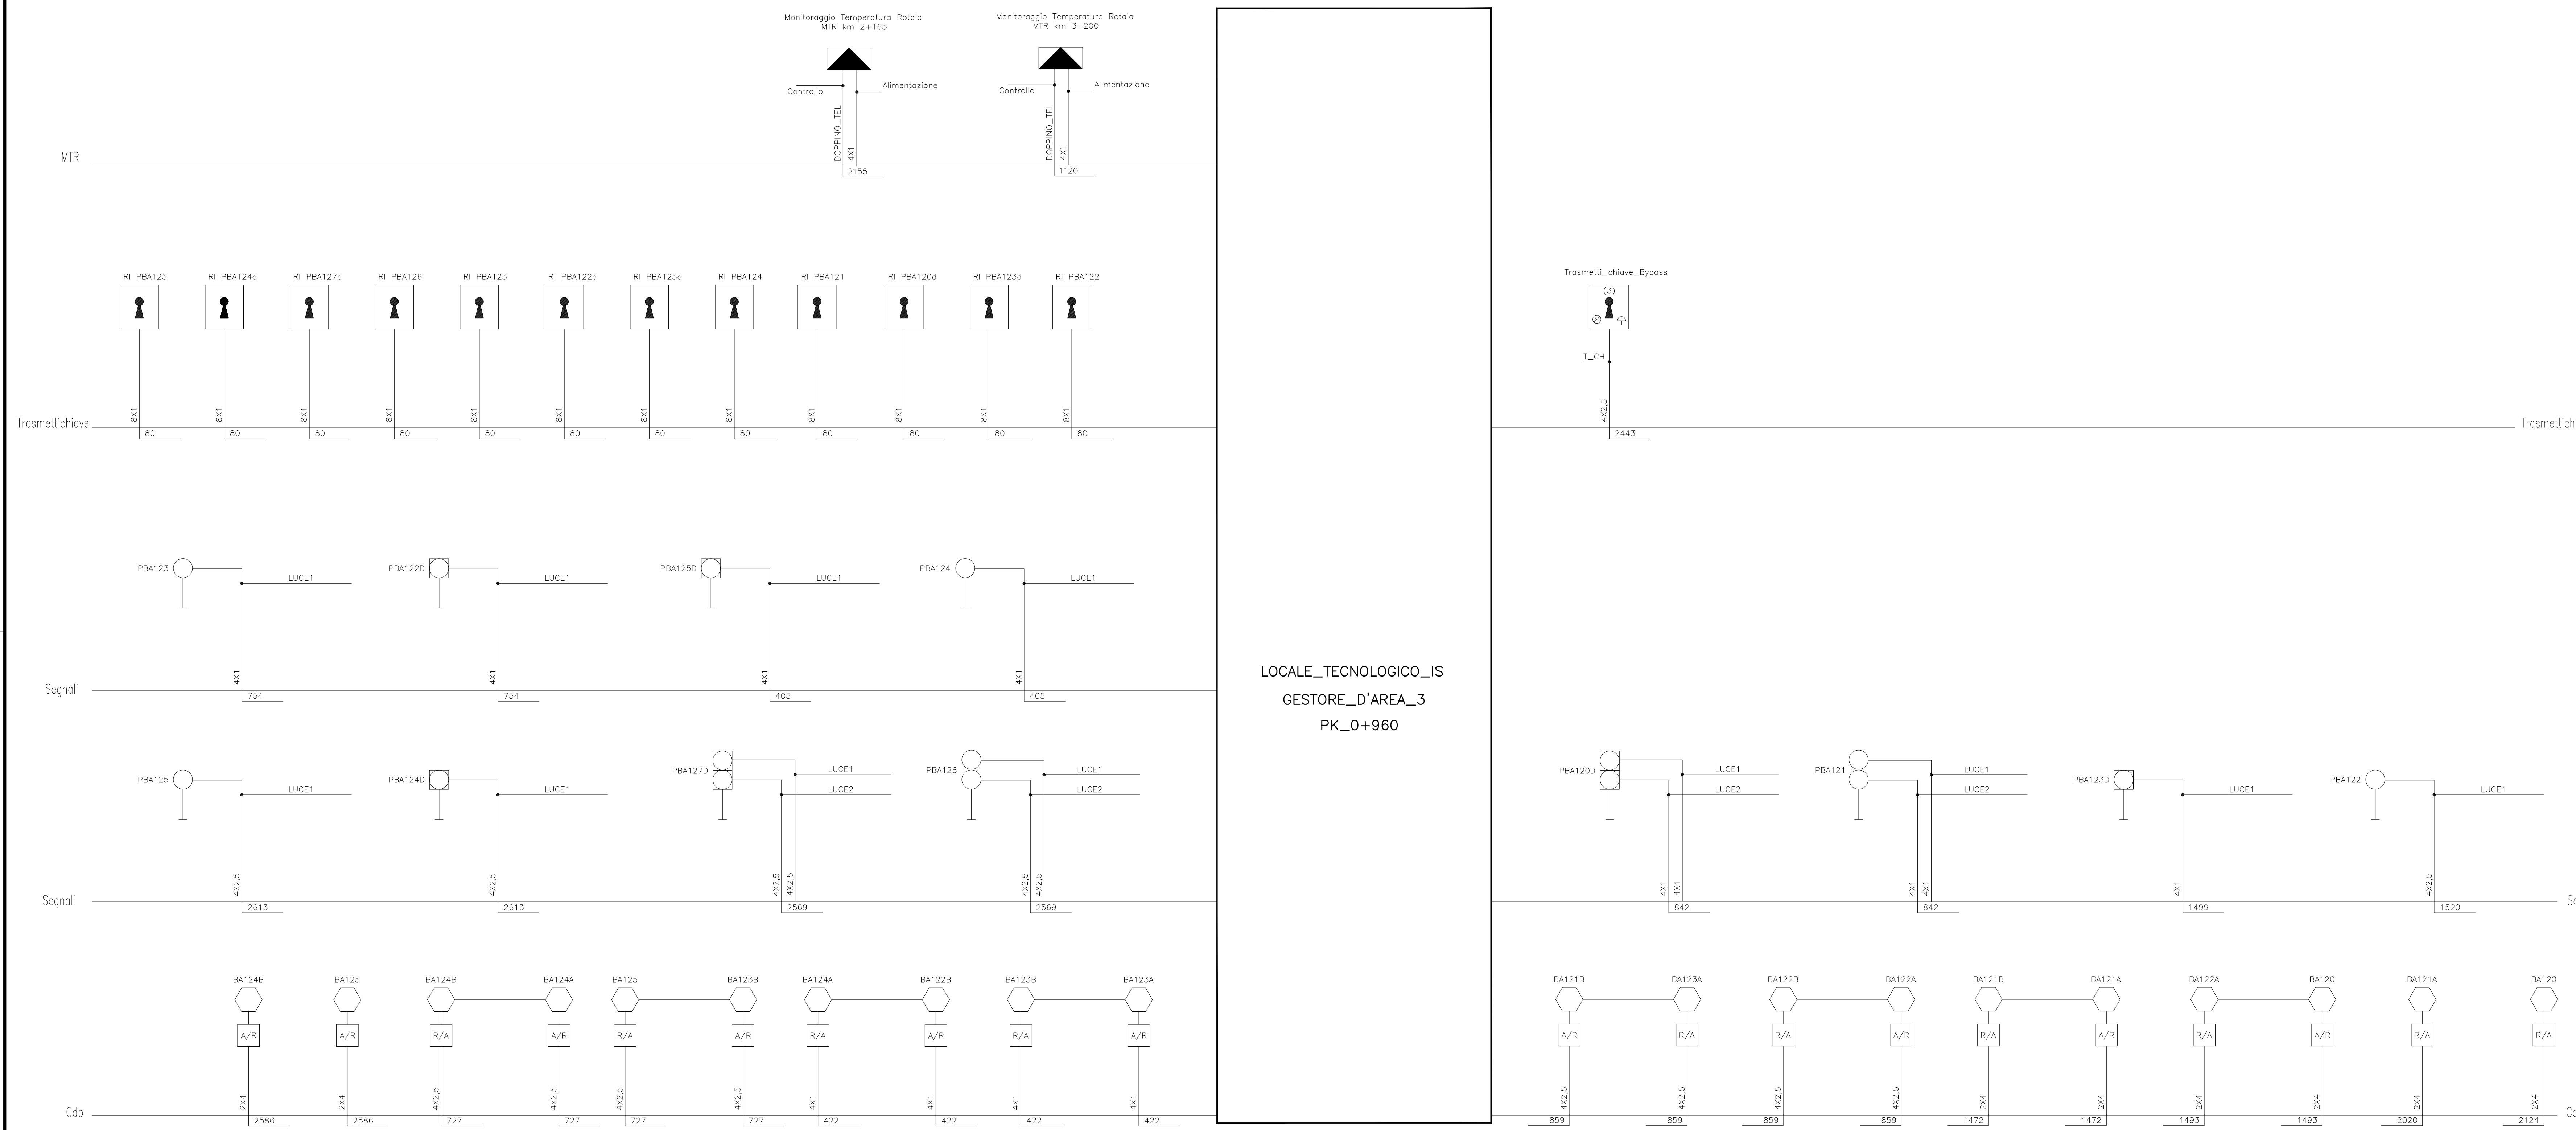 Monitoraggio Temperatura Rotaia
MTR km 2+165
Monitoraggio Temperatura Rotaia
MTR km 3+200
Controllo
Alimentazione
Controllo
Alimentazione
DOPPINO_TEL
4X1
DOPPINO_TEL
4X1
MTR
2155
1120
RI PBA125
RI PBA124d
RI PBA127d
RI PBA126
RI PBA123
RI PBA122d
RI PBA125d
RI PBA124
RI PBA121
RI PBA120d
RI PBA123d
RI PBA122
Trasmetti_chiave_Bypass
(3)
T_CH
8X1
8X1
8X1
8X1
8X1
8X1
8X1
8X1
8X1
8X1
8X1
8X1
4X2,5
Trasmettichiave
Trasmettich
80
80
80
80
80
80
80
80
80
80
80
80
2443
PBA123
LUCE1
PBA122D
LUCE1
PBA125D
LUCE1
PBA124
LUCE1
4X1
4X1
4X1
4X1
Segnali
754
754
405
405
LOCALE_TECNOLOGICO_IS
GESTORE_D'AREA_3
PK_0+960
PBA125
LUCE1
PBA124D
LUCE1
PBA127D
LUCE1
LUCE2
PBA126
LUCE1
LUCE2
PBA120D
LUCE1
LUCE2
PBA121
LUCE1
LUCE2
PBA123D
LUCE1
PBA122
LUCE1
4X2,5
4X2,5
4X2,5
4X2,5
4X2,5
4X2,5
4X1
4X1
4X1
4X1
4X1
4X2,5
Segnali
Se
2613
2613
2569
2569
842
842
1499
1520
BA124B
BA125
BA124B
BA124A
BA125
BA123B
BA124A
BA122B
BA123B
BA123A
BA121B
BA123A
BA122B
BA122A
BA121B
BA121A
BA122A
BA120
BA121A
BA120
A/R
A/R
R/A
A/R
R/A
A/R
R/A
A/R
R/A
A/R
A/R
R/A
R/A
A/R
R/A
A/R
R/A
A/R
R/A
R/A
2X4
2X4
4X2,5
4X2,5
4X2,5
4X2,5
4X1
4X1
4X1
4X1
4X2,5
4X2,5
4X2,5
4X2,5
2X4
2X4
2X4
2X4
2X4
2X4
Cdb
2586
2586
727
727
727
727
422
422
422
422
859
859
859
859
1472
1472
1493
1493
2020
2124